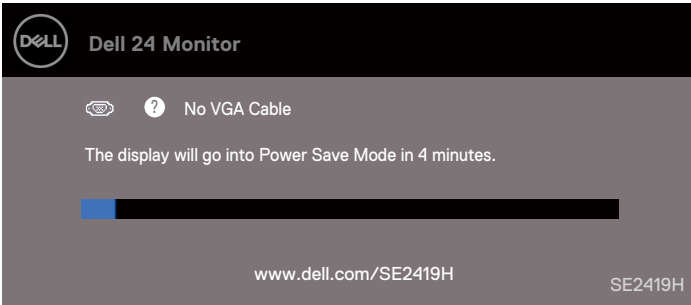 DELL
Dell 24 Monitor
? No VGA Cable
The display will go into Power Save Mode in 4 minutes.
www.dell.com/SE2419H
SE2419H